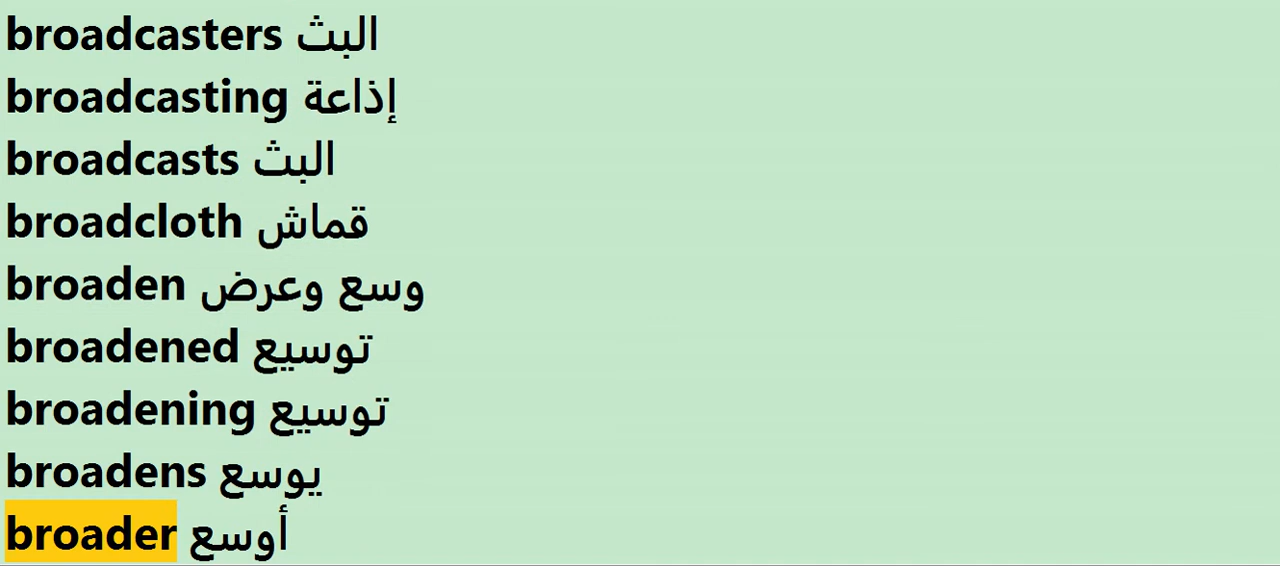 broadcasters البث
broadcasting إذاعة
broadcasts البث
broadcloth قماش
broaden وسع وعرض
broadened توسيع
broadening توسيع
broadens يوسع
broader أوسع